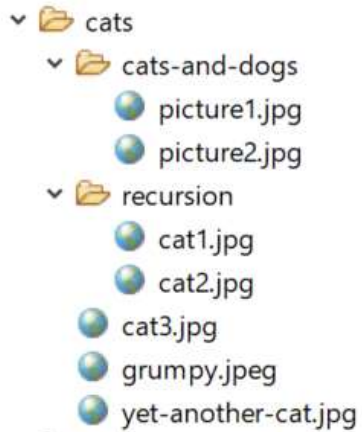 cats
cats-and-dogs
picture1.jpg
picture2.jpg
recursion
cat1.jpg
cat2.jpg
cat3.jpg
grumpy.jpeg
yet-another-cat.jpg